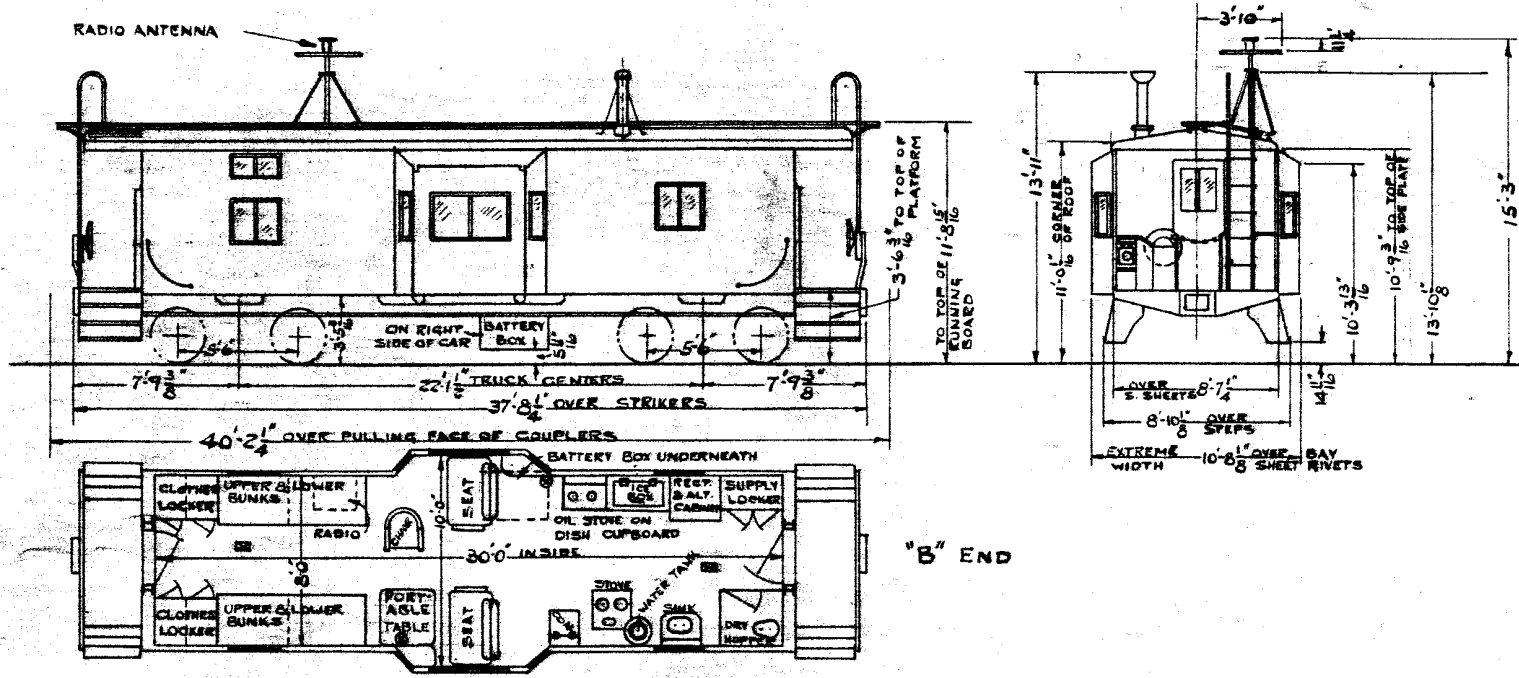 RADIO ANTENNA
3'-10"
11 1/4
13'-11"
11'-0 1/16" CORNER
OF ROOF
10'-3 13/16"
10'-9 3/16" TO TOP OF
SIDE PLATE
13'-10 1/8"
15'-3"
3'-6 3/16" TO TOP OF
PLATFORM
TO TOP OF 11'-8 15/16"
RUNNING
BOARD
ON RIGHT
SIDE OF CAR
BATTERY
BOX
5'-6"
5'-6"
7'-9 3/8"
TRUCK CENTERS
7'-9 3/8"
37'-8 1/4" OVER STRIKERS
40'-2 1/4" OVER PULLING FACE OF COUPLERS
14 11/16"
OVER
S. SHEETS 8'-7 1/4"
8'-10 1/8" OVER
STEPS
EXTREME
WIDTH
10'-8 1/8" OVER BAY
SHEET RIVETS
BATTERY BOX UNDERNEATH
CLOTHES
LOCKER
UPPER & LOWER
BUNKS
RADIO
CHAIR
10'-0"
SEAT
ICE
BOX
RECT.
& ALT.
CABINET
SUPPLY
LOCKER
OIL STOVE ON
DISH CUPBOARD
30'-0" INSIDE
8'-0"
"B" END
CLOTHES
LOCKER
UPPER & LOWER
BUNKS
PORT-
ABLE
TABLE
SEAT
STOVE
WATER TANK
SINK
DRY
HOPPER